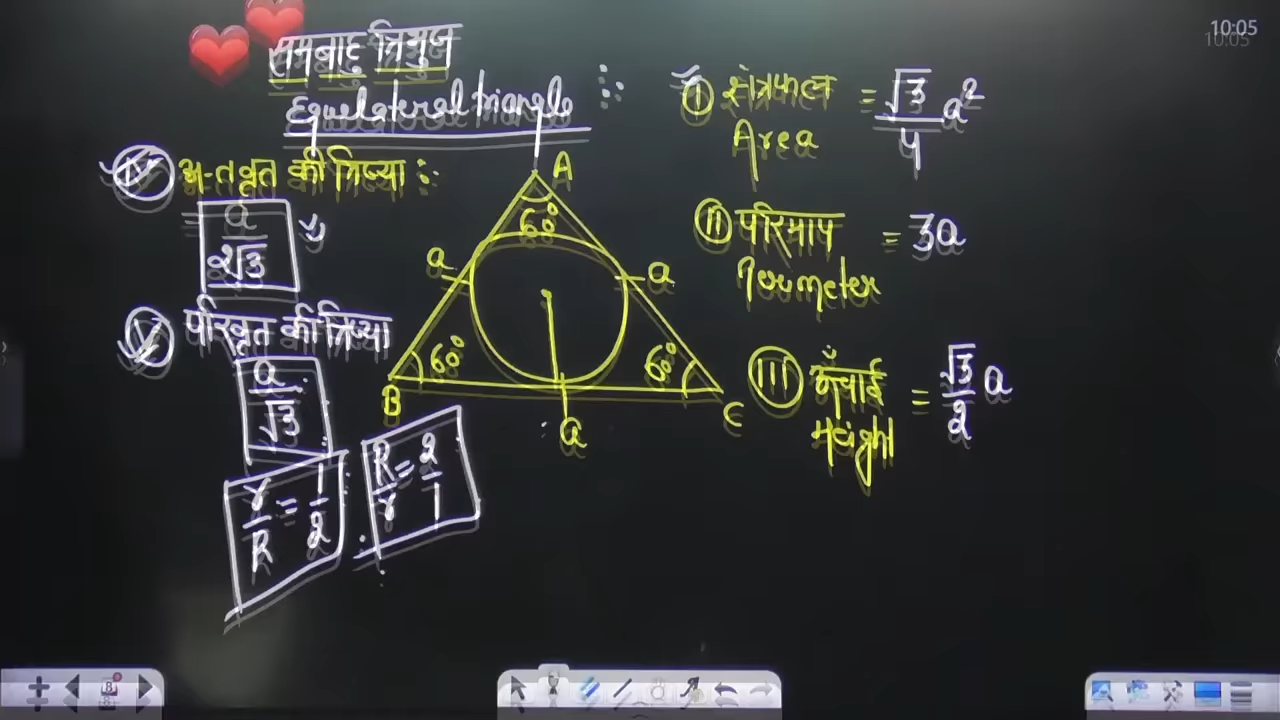 10:05
समबाहु त्रिभुज
Equilateral triangle
I क्षेत्रफल = √3/4 a²
Area
II परिमाप = 3a
Perimeter
III ऊँचाई = √3/2 a
Height
IV अन्तवृत की त्रिज्या :-
= a/2√3
V परिवृत की त्रिज्या
a/√3
r/R = 1/2
R/r = 2/1
A
60°
a
a
60°
60°
B
C
a